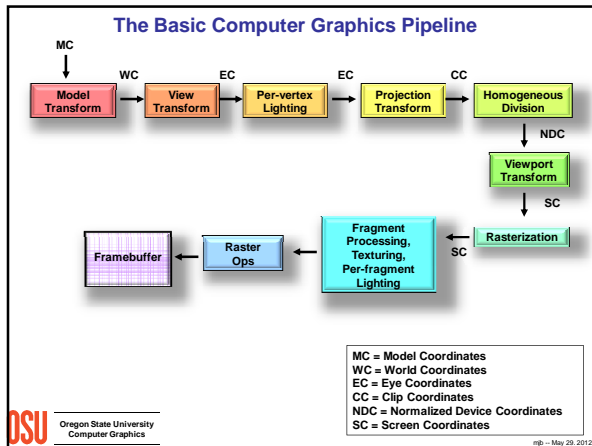 The Basic Computer Graphics Pipeline
MC
WC
EC
EC
CC
Model
Transform
View
Transform
Per-vertex
Lighting
Projection
Transform
Homogeneous
Division
NDC
Viewport
Transform
SC
Framebuffer
Raster
Ops
Fragment
Processing,
Texturing,
Per-fragment
Lighting
SC
Rasterization
MC = Model Coordinates
WC = World Coordinates
EC = Eye Coordinates
CC = Clip Coordinates
NDC = Normalized Device Coordinates
SC = Screen Coordinates
OSU
Oregon State University
Computer Graphics
mjb – May 29, 2012